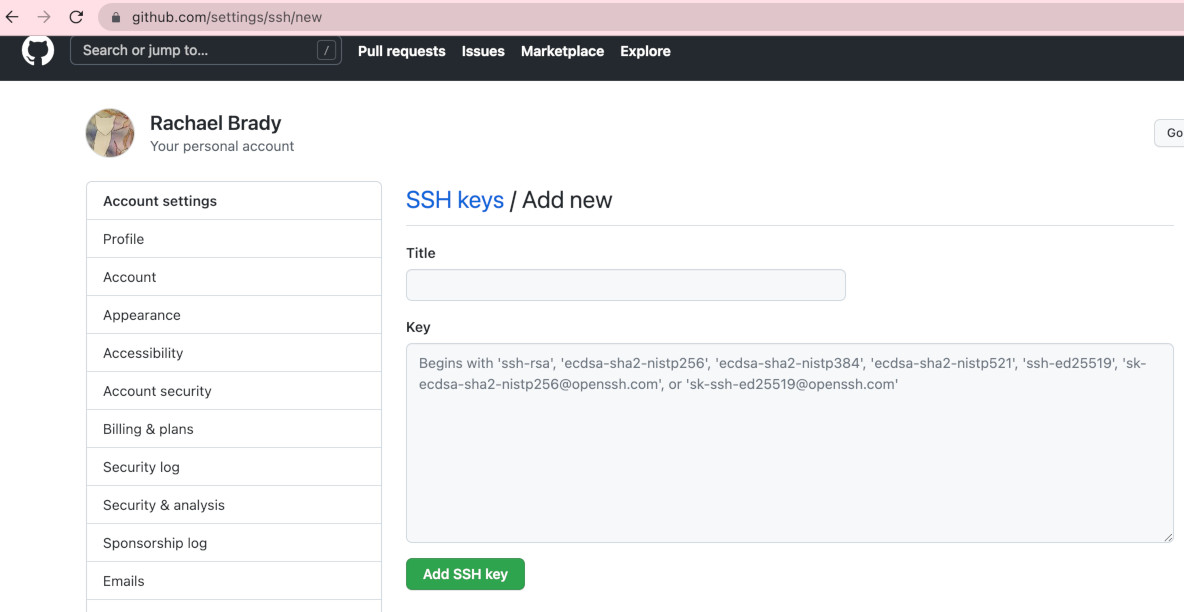 github.com/settings/ssh/new
Search or jump to... /
Pull requests Issues Marketplace Explore
Rachael Brady
Your personal account
Go
Account settings
Profile
Account
Appearance
Accessibility
Account security
Billing & plans
Security log
Security & analysis
Sponsorship log
Emails
SSH keys / Add new
Title
Key
Begins with 'ssh-rsa', 'ecdsa-sha2-nistp256', 'ecdsa-sha2-nistp384', 'ecdsa-sha2-nistp521', 'ssh-ed25519', 'sk-
ecdsa-sha2-nistp256@openssh.com', or 'sk-ssh-ed25519@openssh.com'
Add SSH key